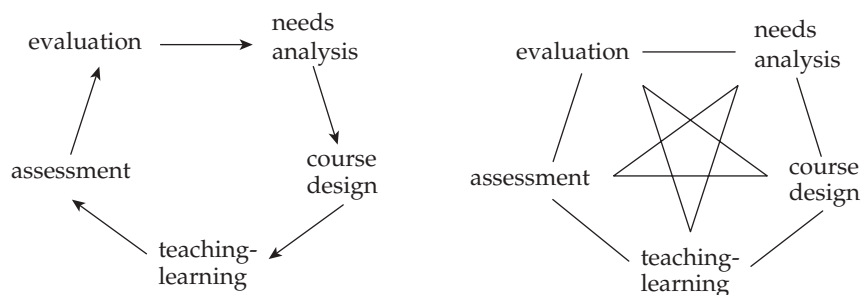 needs
analysis
evaluation
course
design
assessment
teaching-
learning
needs
analysis
evaluation
course
design
assessment
teaching-
learning